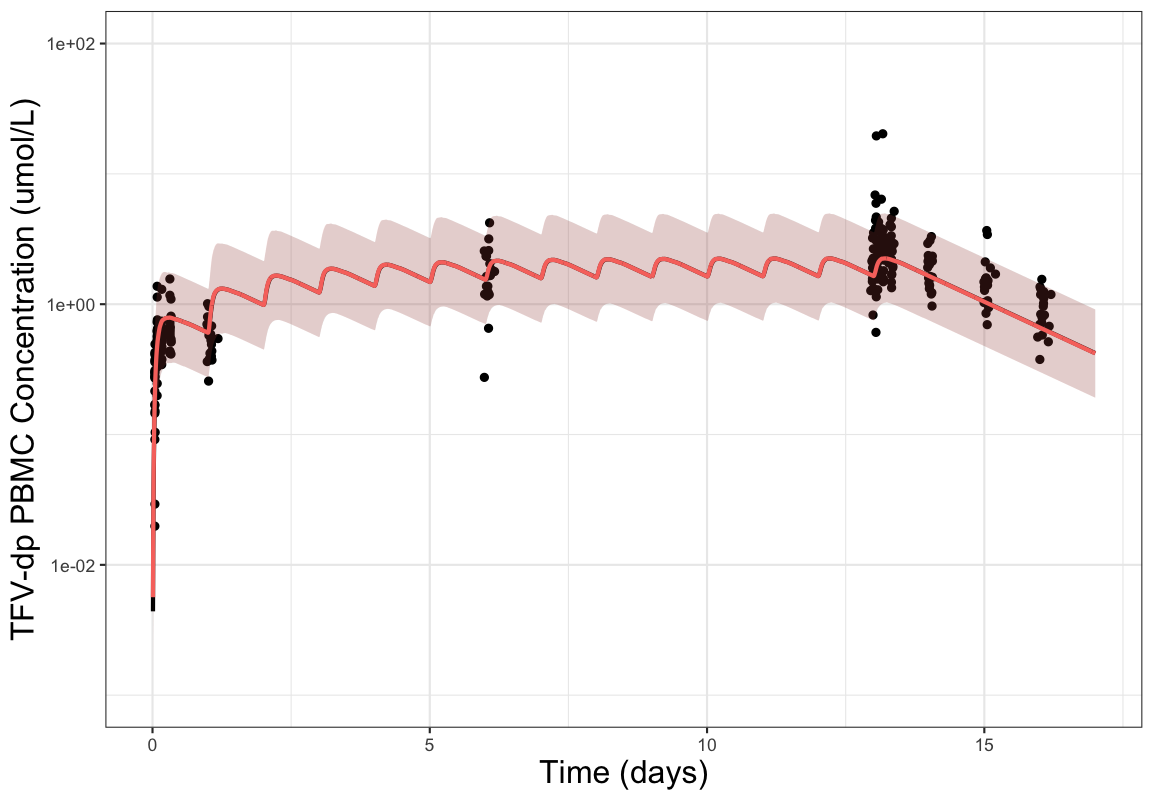 TFV-dp PBMC Concentration (umol/L)
1e+02
1e+00
1e-02
0
5
10
15
Time (days)